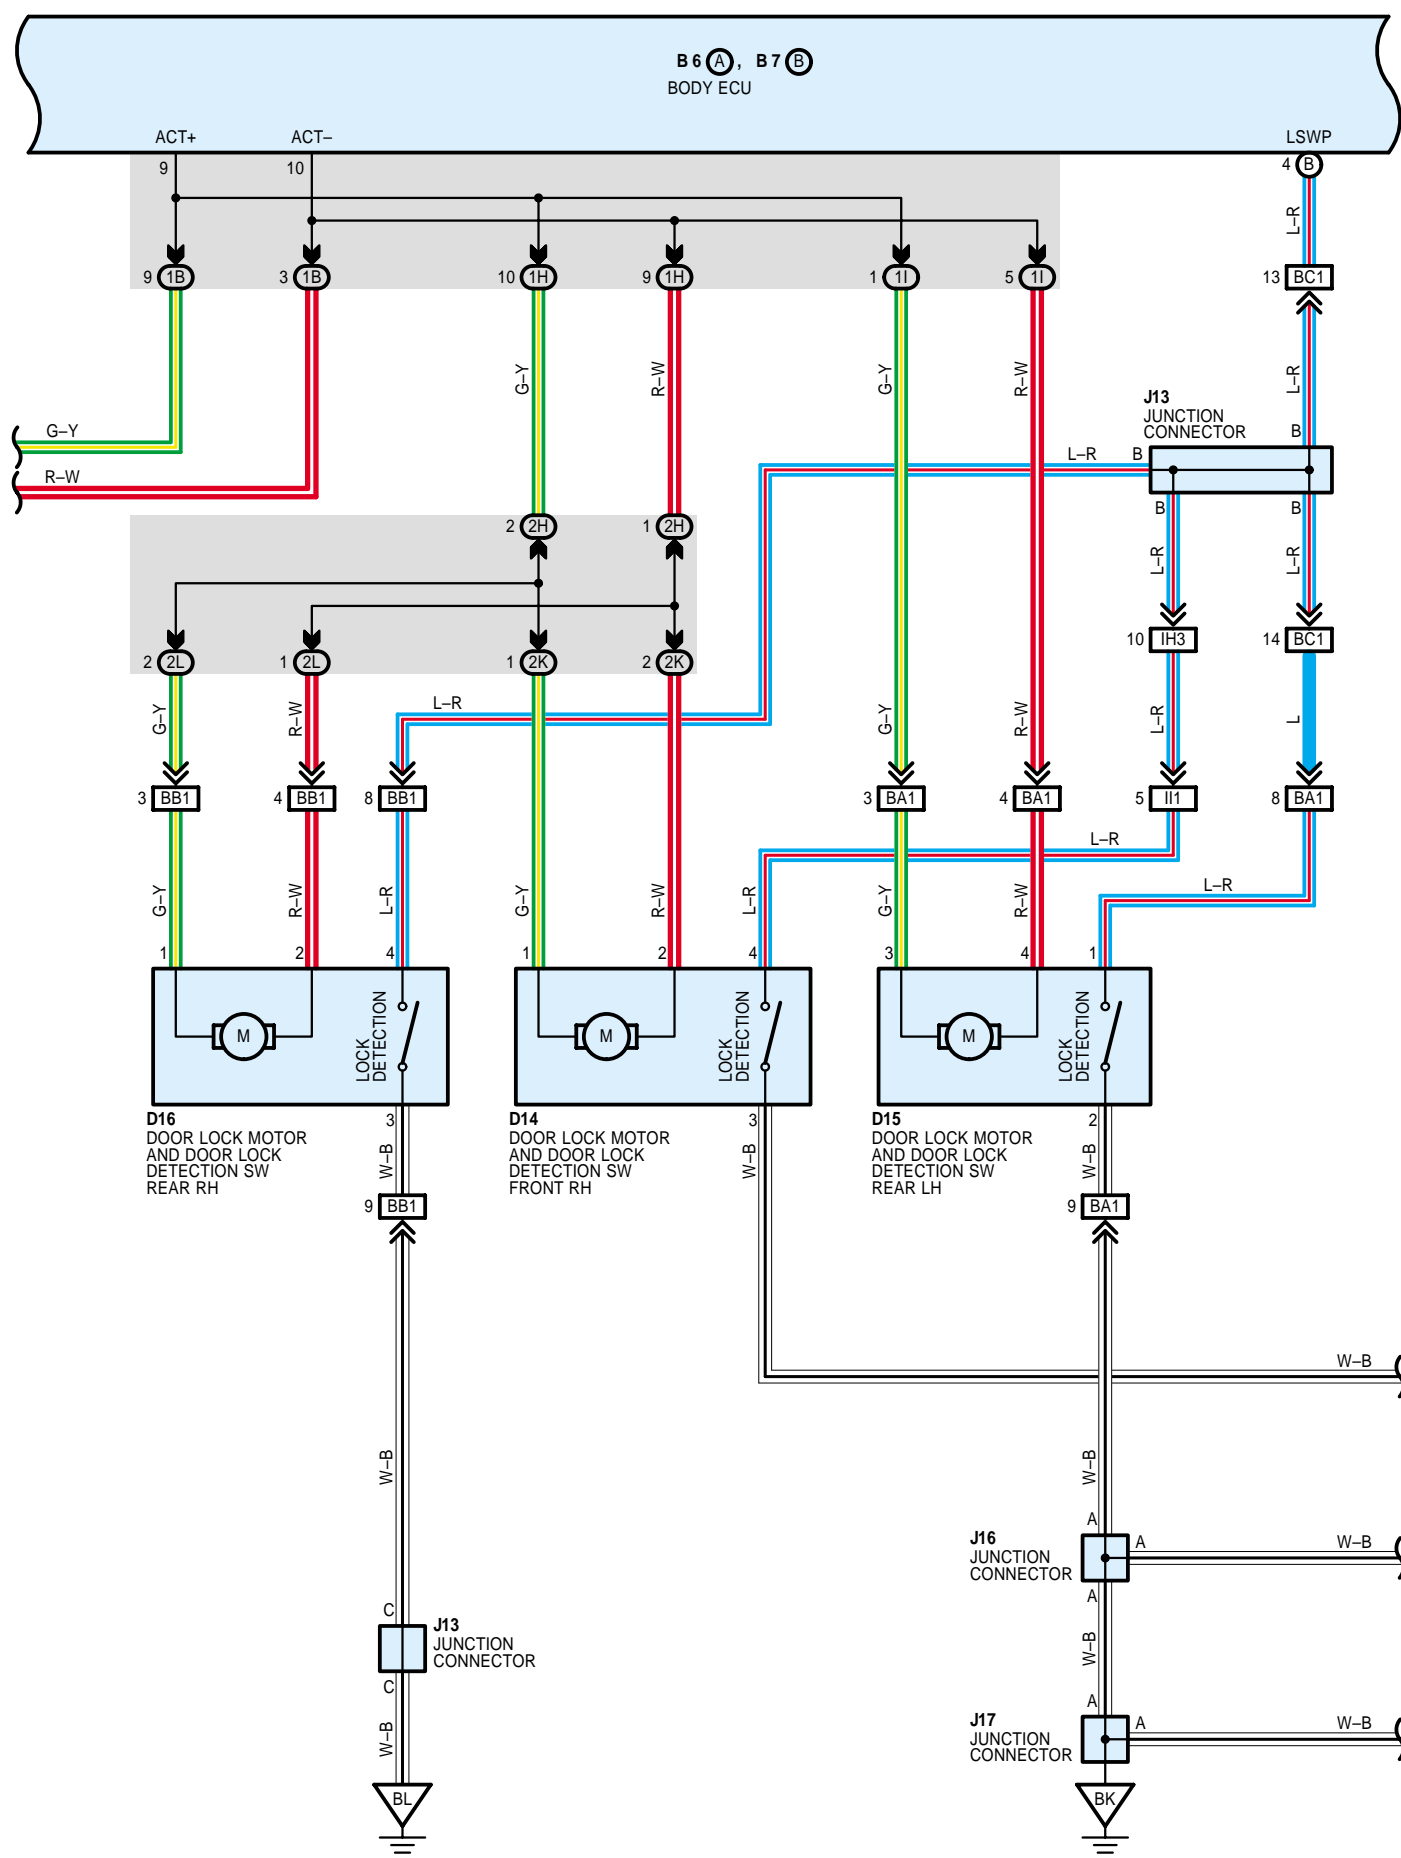 B 6 A , B 7 B
BODY ECU
ACT+
ACT–
LSWP
9
10
4 B
L–R
9 1B
3 1B
10 1H
9 1H
1 1I
5 1I
13 BC1
G–Y
R–W
G–Y
R–W
L–R
J13
JUNCTION
CONNECTOR
B
G–Y
L–R
B
R–W
B
B
2 2H
1 2H
L–R
L–R
10 IH3
14 BC1
2 2L
1 2L
1 2K
2 2K
G–Y
R–W
L–R
G–Y
R–W
L–R
L
3 BB1
4 BB1
8 BB1
3 BA1
4 BA1
5 II1
8 BA1
L–R
G–Y
R–W
L–R
G–Y
R–W
L–R
G–Y
R–W
L–R
1
2
4
1
2
4
3
4
1
M
LOCK
DETECTION
M
LOCK
DETECTION
M
LOCK
DETECTION
D16
DOOR LOCK MOTOR
AND DOOR LOCK
DETECTION SW
REAR RH
3
W–B
D14
DOOR LOCK MOTOR
AND DOOR LOCK
DETECTION SW
FRONT RH
3
W–B
D15
DOOR LOCK MOTOR
AND DOOR LOCK
DETECTION SW
REAR LH
2
W–B
9 BB1
9 BA1
W–B
W–B
W–B
A
J16
JUNCTION
CONNECTOR
A
W–B
A
C
J13
JUNCTION
CONNECTOR
W–B
C
A
J17
JUNCTION
CONNECTOR
A
W–B
W–B
BL
BK